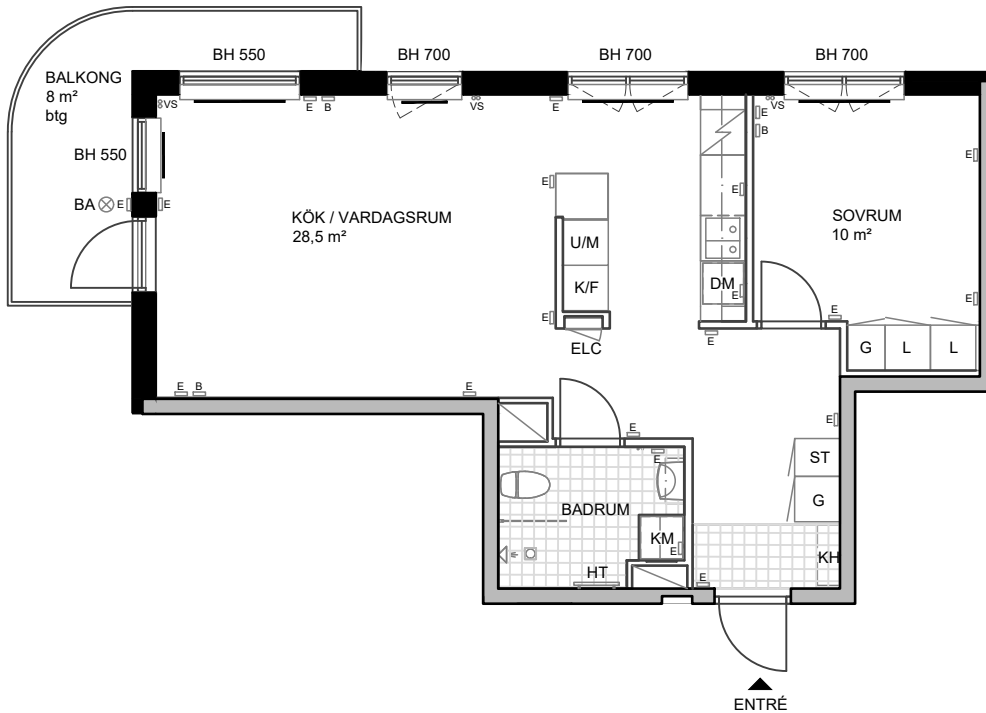 BH 550
BH 700
BH 700
BH 700
BALKONG
8 m²
btg
VS
E
B
VS
E
VS
E
B
BH 550
E
E
E
BA
E
E
KÖK / VARDAGSRUM
28,5 m²
SOVRUM
10 m²
U/M
K/F
DM
E
E
E
E
E
ELC
G
L
L
E
B
E
E
E
ST
E
G
BADRUM
KM
E
HT
E
KH
ENTRÉ